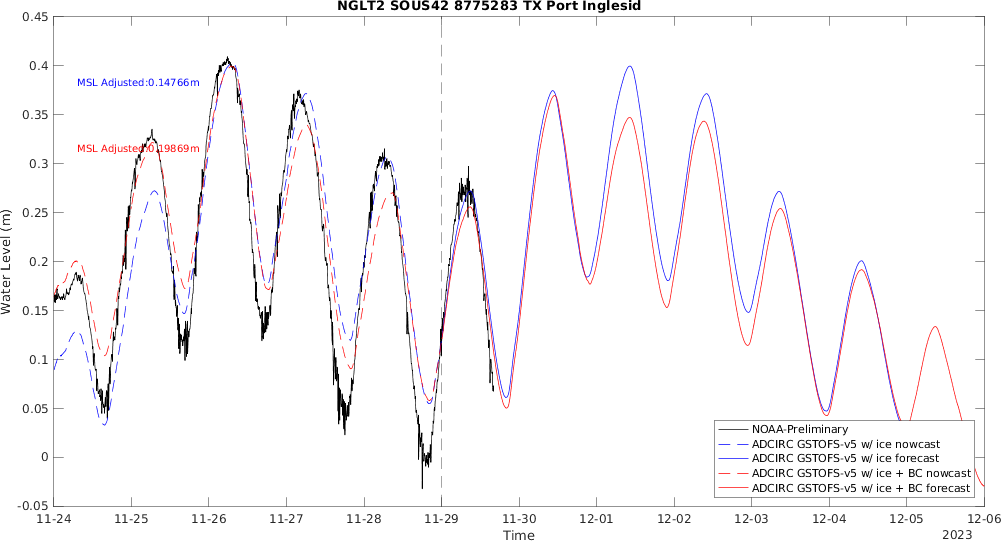 NGLT2 SOUS42 8775283 TX Port Inglesid
0.45
0.4
0.35
0.3
0.25
0.2
0.15
0.1
0.05
0
-0.05
Water Level (m)
MSL Adjusted:0.14766m
MSL Adjusted:0.19869m
NOAA-Preliminary
ADCIRC GSTOFS-v5 w/ ice nowcast
ADCIRC GSTOFS-v5 w/ ice forecast
ADCIRC GSTOFS-v5 w/ ice + BC nowcast
ADCIRC GSTOFS-v5 w/ ice + BC forecast
11-24 11-25 11-26 11-27 11-28 11-29 11-30 12-01 12-02 12-03 12-04 12-05 12-06
Time
2023